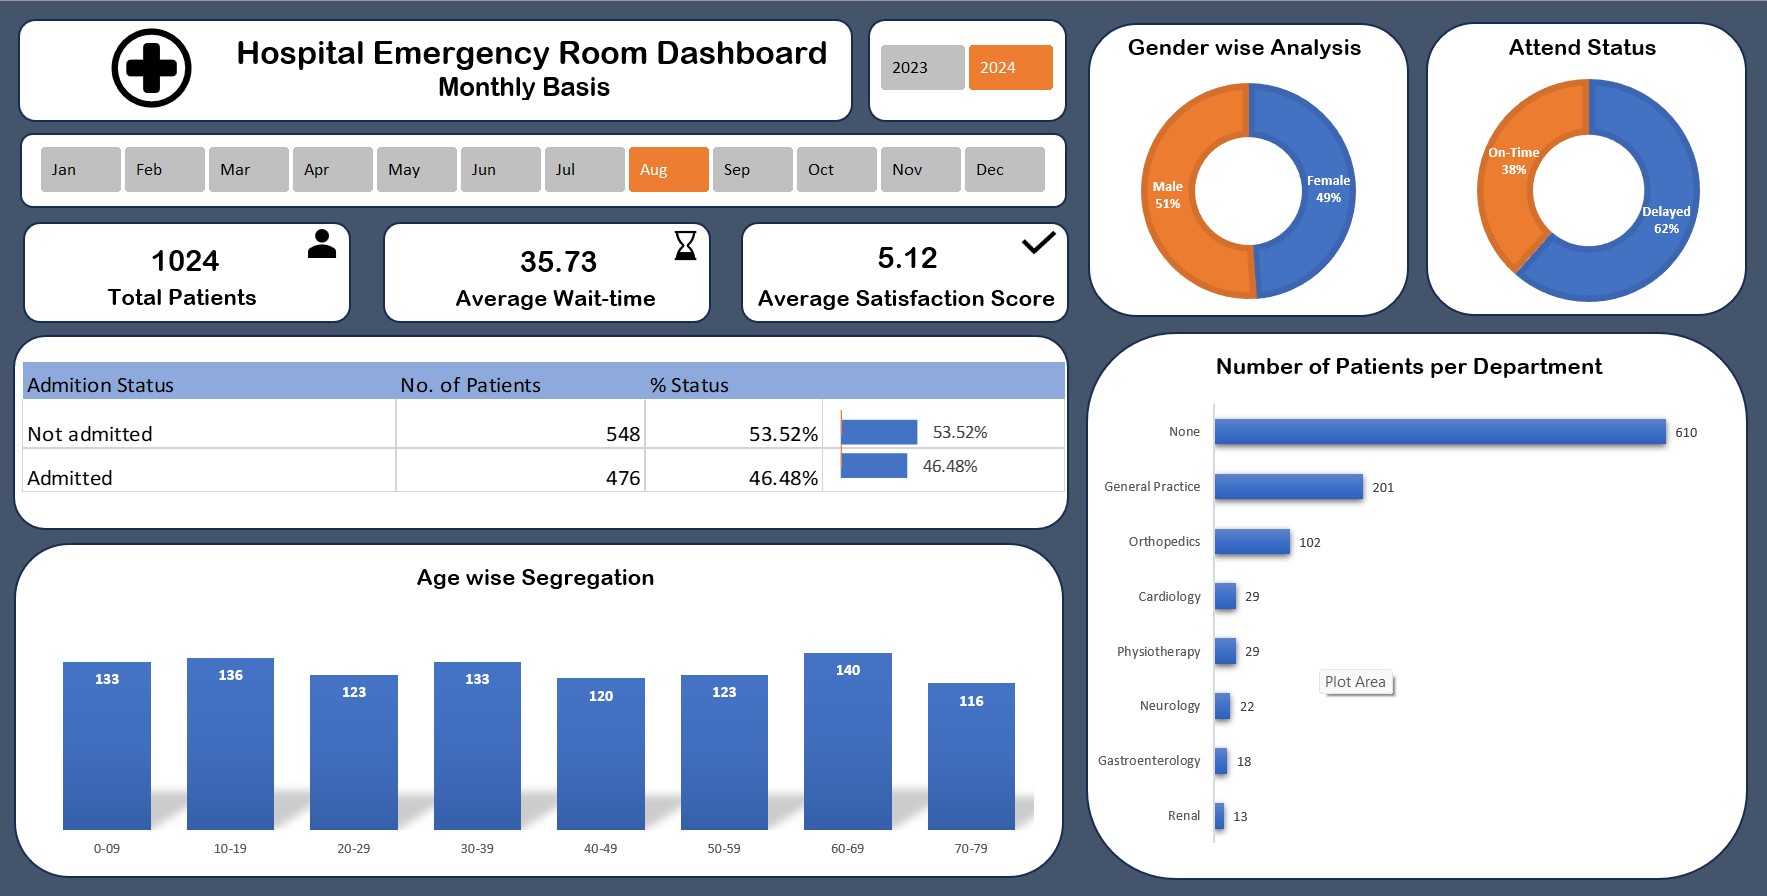 Hospital Emergency Room Dashboard
Monthly Basis
2023
2024
Jan
Feb
Mar
Apr
May
Jun
Jul
Aug
Sep
Oct
Nov
Dec
1024
Total Patients
35.73
Average Wait-time
5.12
Average Satisfaction Score
Admition Status No. of Patients % Status
Not admitted 548 53.52% 53.52%
Admitted 476 46.48% 46.48%
Age wise Segregation
133
136
123
133
120
123
140
116
0-09
10-19
20-29
30-39
40-49
50-59
60-69
70-79
Gender wise Analysis
Male
51%
Female
49%
Attend Status
On-Time
38%
Delayed
62%
Number of Patients per Department
None 610
General Practice 201
Orthopedics 102
Cardiology 29
Physiotherapy 29
Plot Area
Neurology 22
Gastroenterology 18
Renal 13